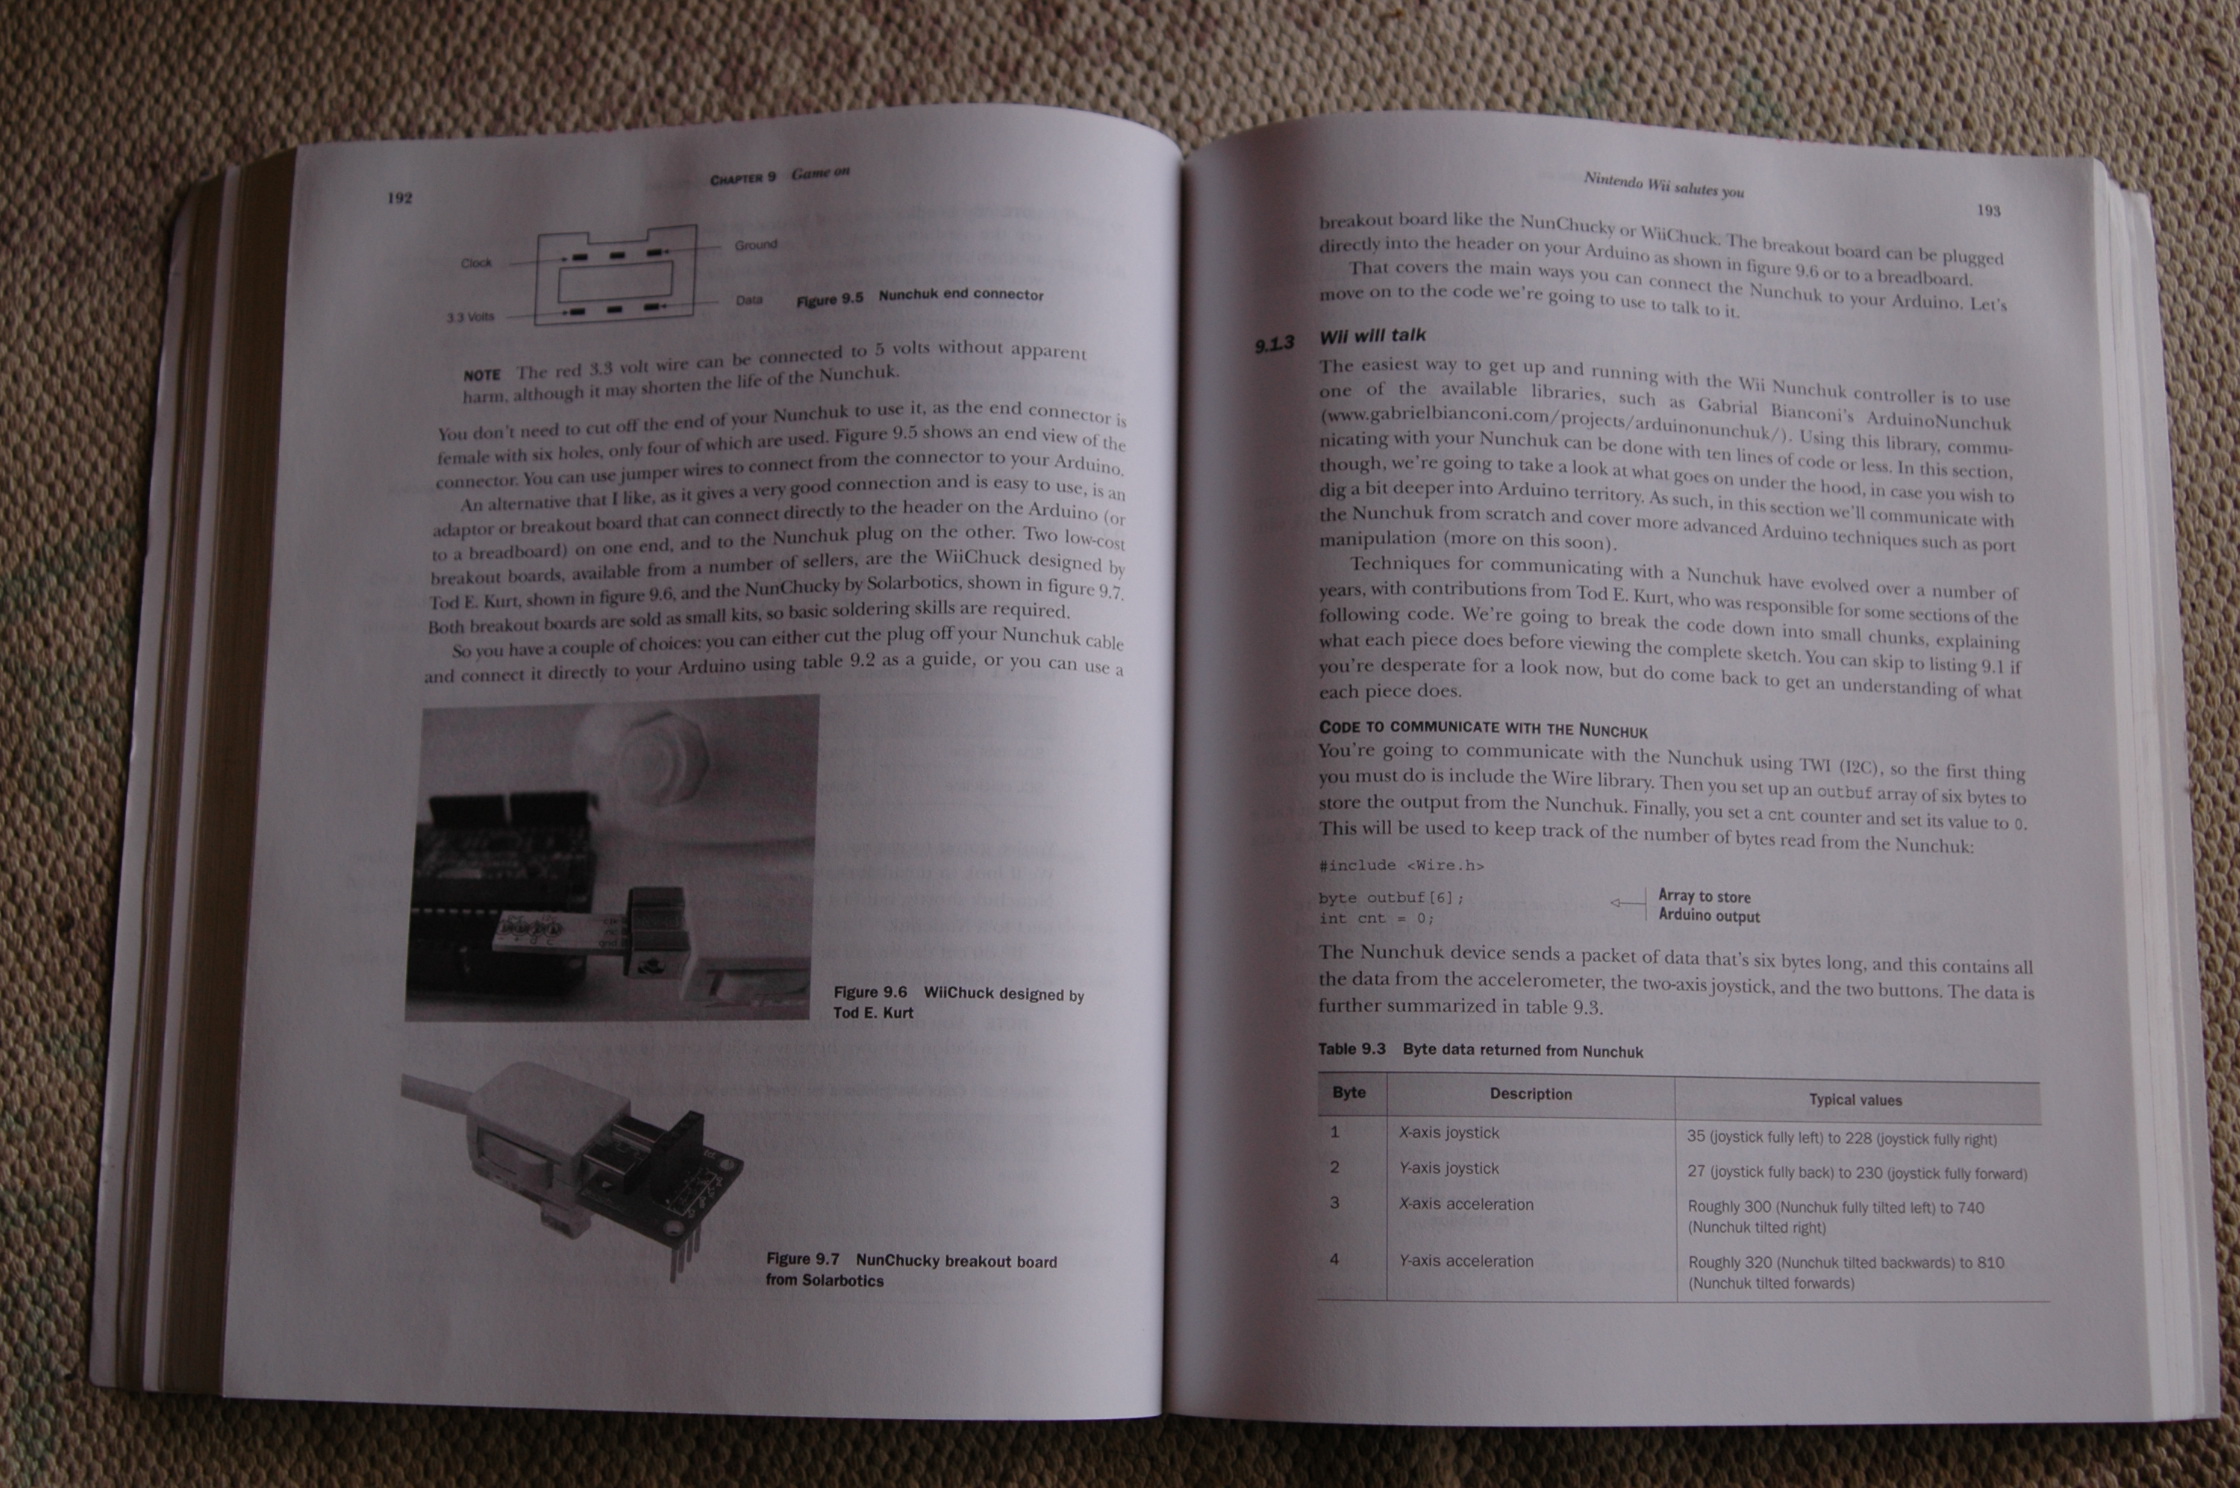 192
CHAPTER 9 Game on
Clock
Ground
3.3 Volts
Data
Figure 9.5 Nunchuk end connector
NOTE The red 3.3 volt wire can be connected to 5 volts without apparent
harm, although it may shorten the life of the Nunchuk.
You don't need to cut off the end of your Nunchuk to use it, as the end connector is
female with six holes, only four of which are used. Figure 9.5 shows an end view of the
connector. You can use jumper wires to connect from the connector to your Arduino.
An alternative that I like, as it gives a very good connection and is easy to use, is an
adaptor or breakout board that can connect directly to the header on the Arduino (or
to a breadboard) on one end, and to the Nunchuk plug on the other. Two low-cost
breakout boards, available from a number of sellers, are the WiiChuck designed by
Tod E. Kurt, shown in figure 9.6, and the NunChucky by Solarbotics, shown in figure 9.7.
Both breakout boards are sold as small kits, so basic soldering skills are required.
So you have a couple of choices: you can either cut the plug off your Nunchuk cable
and connect it directly to your Arduino using table 9.2 as a guide, or you can use a
Figure 9.6 WiiChuck designed by
Tod E. Kurt
Figure 9.7 NunChucky breakout board
from Solarbotics
Nintendo Wii salutes you
193
breakout board like the NunChucky or WiiChuck. The breakout board can be plugged
directly into the header on your Arduino as shown in figure 9.6 or to a breadboard.
That covers the main ways you can connect the Nunchuk to your Arduino. Let's
move on to the code we're going to use to talk to it.
9.1.3 Wii will talk
The easiest way to get up and running with the Wii Nunchuk controller is to use
one of the available libraries, such as Gabrial Bianconi's ArduinoNunchuk
(www.gabrielbianconi.com/projects/arduinonunchuk/). Using this library, commu-
nicating with your Nunchuk can be done with ten lines of code or less. In this section,
though, we're going to take a look at what goes on under the hood, in case you wish to
dig a bit deeper into Arduino territory. As such, in this section we'll communicate with
the Nunchuk from scratch and cover more advanced Arduino techniques such as port
manipulation (more on this soon).
Techniques for communicating with a Nunchuk have evolved over a number of
years, with contributions from Tod E. Kurt, who was responsible for some sections of the
following code. We're going to break the code down into small chunks, explaining
what each piece does before viewing the complete sketch. You can skip to listing 9.1 if
you're desperate for a look now, but do come back to get an understanding of what
each piece does.
CODE TO COMMUNICATE WITH THE NUNCHUK
You're going to communicate with the Nunchuk using TWI (I2C), so the first thing
you must do is include the Wire library. Then you set up an outbuf array of six bytes to
store the output from the Nunchuk. Finally, you set a cnt counter and set its value to 0.
This will be used to keep track of the number of bytes read from the Nunchuk:
#include <Wire.h>
byte outbuf[6];
int cnt = 0;
Array to store
Arduino output
The Nunchuk device sends a packet of data that's six bytes long, and this contains all
the data from the accelerometer, the two-axis joystick, and the two buttons. The data is
further summarized in table 9.3.
Table 9.3 Byte data returned from Nunchuk
Byte Description Typical values
1 X-axis joystick 35 (joystick fully left) to 228 (joystick fully right)
2 Y-axis joystick 27 (joystick fully back) to 230 (joystick fully forward)
3 X-axis acceleration Roughly 300 (Nunchuk fully tilted left) to 740
(Nunchuk tilted right)
4 Y-axis acceleration Roughly 320 (Nunchuk tilted backwards) to 810
(Nunchuk tilted forwards)